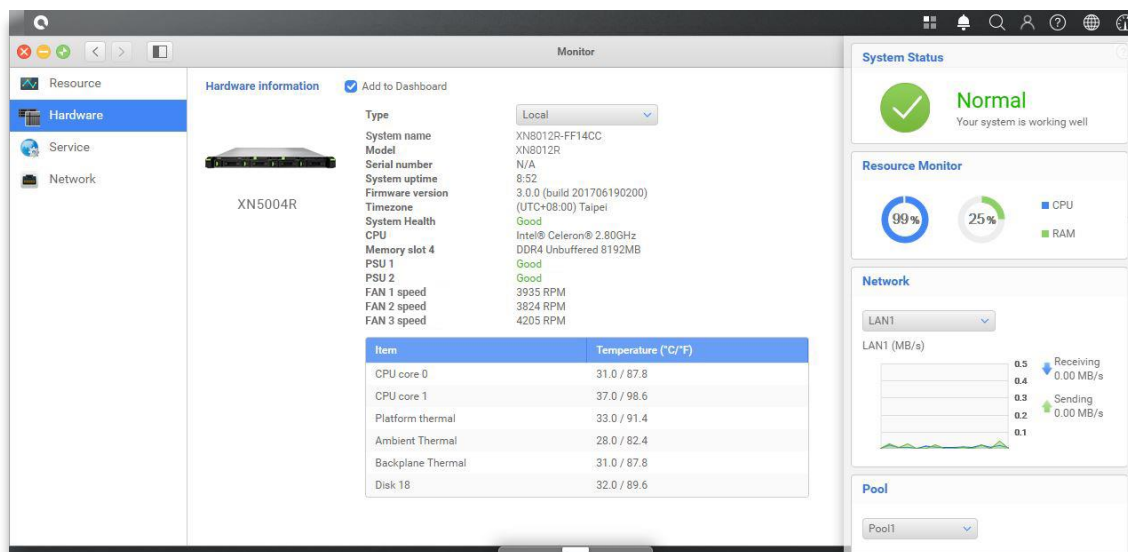 Monitor
Resource
Hardware
Service
Network
Hardware information
Add to Dashboard
XN5004R
Type Local
System name XN8012R-FF14CC
Model XN8012R
Serial number N/A
System uptime 8:52
Firmware version 3.0.0 (build 201706190200)
Timezone (UTC+08:00) Taipei
System Health Good
CPU Intel® Celeron® 2.80GHz
Memory slot 4 DDR4 Unbuffered 8192MB
PSU 1 Good
PSU 2 Good
FAN 1 speed 3935 RPM
FAN 2 speed 3824 RPM
FAN 3 speed 4205 RPM
Item Temperature (°C/°F)
CPU core 0 31.0 / 87.8
CPU core 1 37.0 / 98.6
Platform thermal 33.0 / 91.4
Ambient Thermal 28.0 / 82.4
Backplane Thermal 31.0 / 87.8
Disk 18 32.0 / 89.6
System Status
Normal
Your system is working well
Resource Monitor
99%
25%
CPU
RAM
Network
LAN1
LAN1 (MB/s)
0.5
0.4
0.3
0.2
0.1
Receiving
0.00 MB/s
Sending
0.00 MB/s
Pool
Pool1